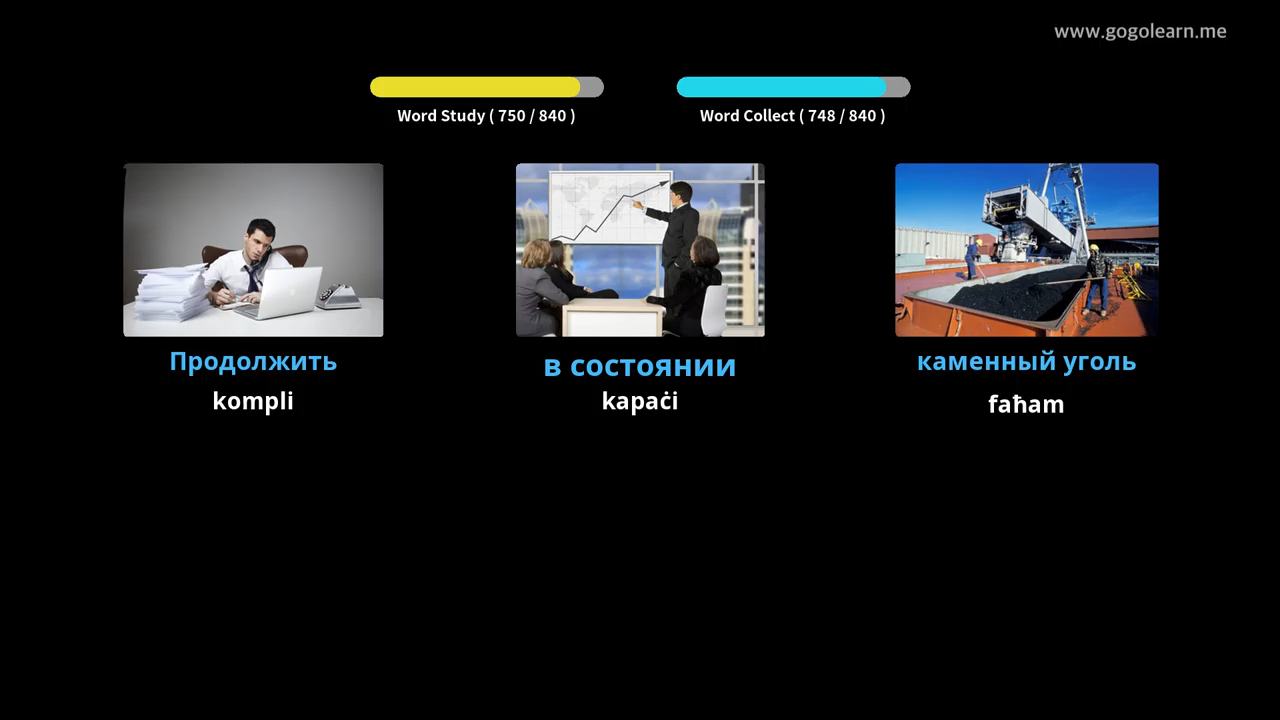 www.gogolearn.me
Word Study ( 750 / 840 )
Word Collect ( 748 / 840 )
Продолжить
в состоянии
каменный уголь
kompli
kapaċi
faħam